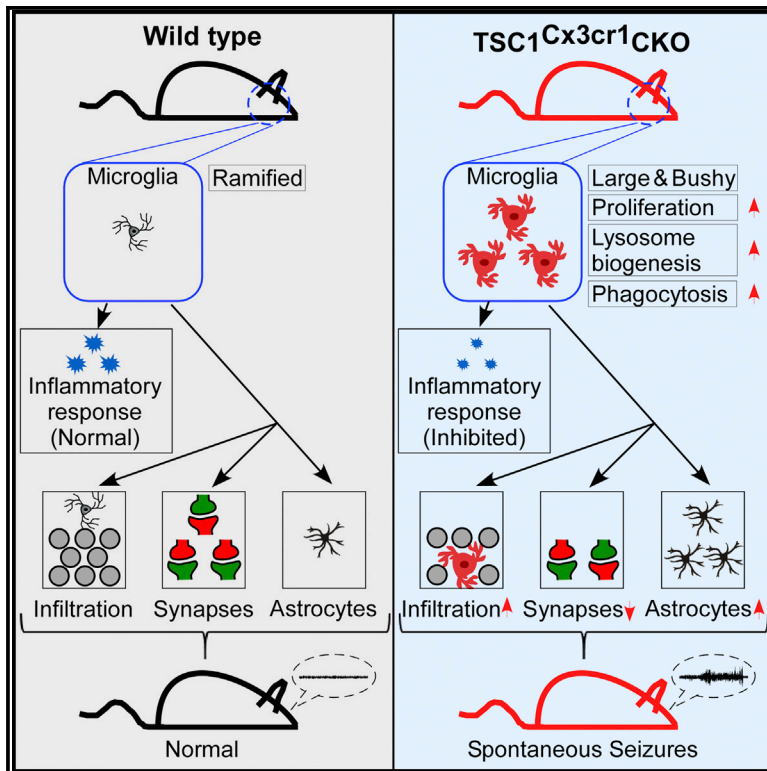 Wild type
Microglia
Ramified
Inflammatory
response
(Normal)
Infiltration
Synapses
Astrocytes
Normal
TSC1Cx3cr1CKO
Microglia
Large & Bushy
Proliferation
Lysosome
biogenesis
Phagocytosis
Inflammatory
response
(Inhibited)
Infiltration
Synapses
Astrocytes
Spontaneous Seizures